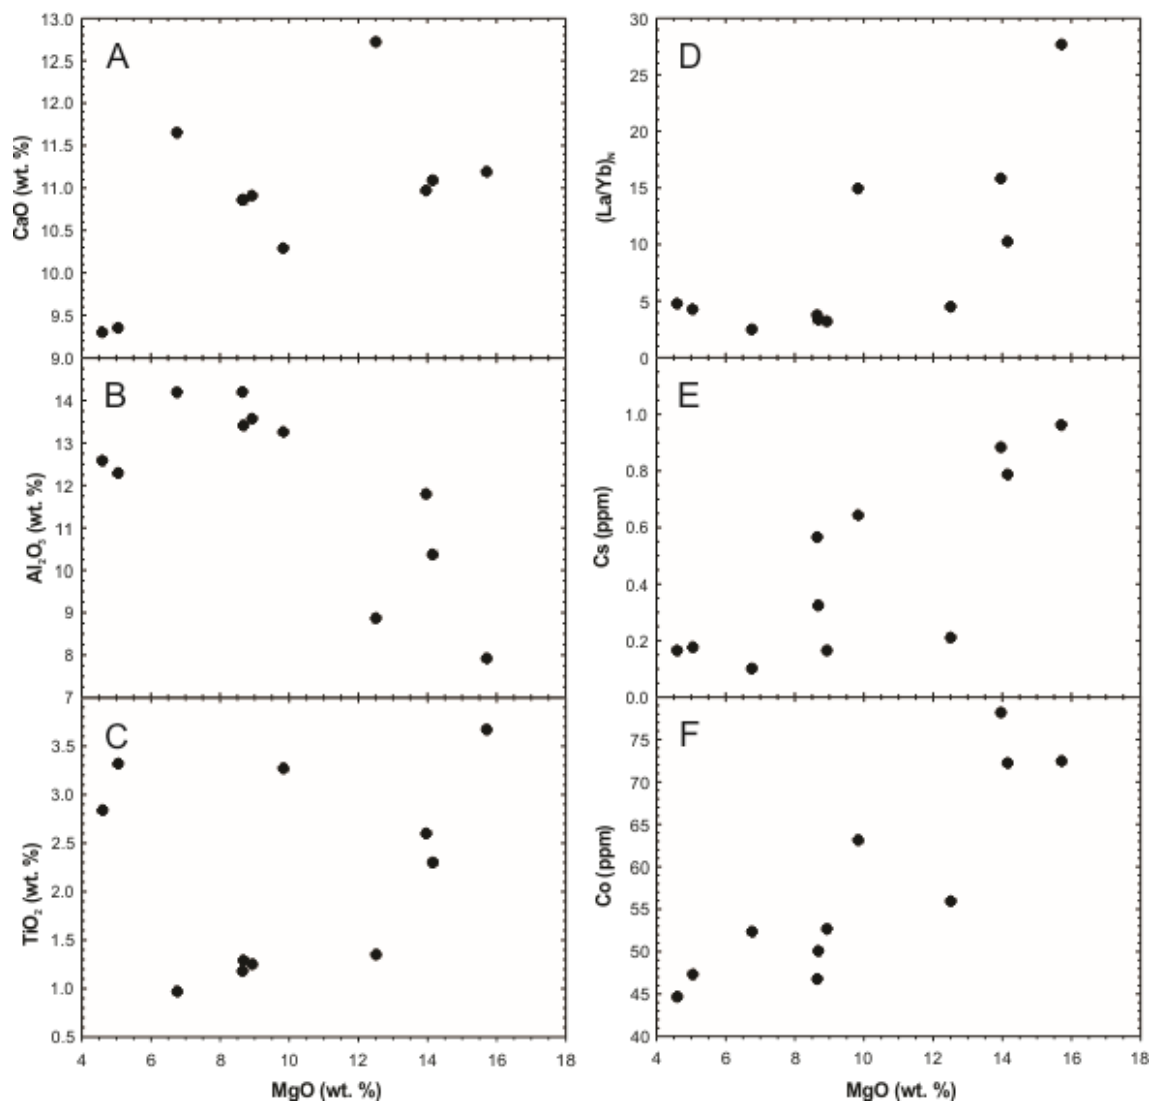 A
CaO (wt. %)
13.0
12.5
12.0
11.5
11.0
10.5
10.0
9.5
9.0
B
Al₂O₃ (wt. %)
14
13
12
11
10
9
8
7
C
TiO₂ (wt. %)
3.5
3.0
2.5
2.0
1.5
1.0
0.5
4 6 8 10 12 14 16 18
MgO (wt. %)
D
(La/Yb)N
30
25
20
15
10
5
0
E
Cs (ppm)
1.0
0.8
0.6
0.4
0.2
0.0
F
Co (ppm)
75
70
65
60
55
50
45
40
4 6 8 10 12 14 16 18
MgO (wt. %)